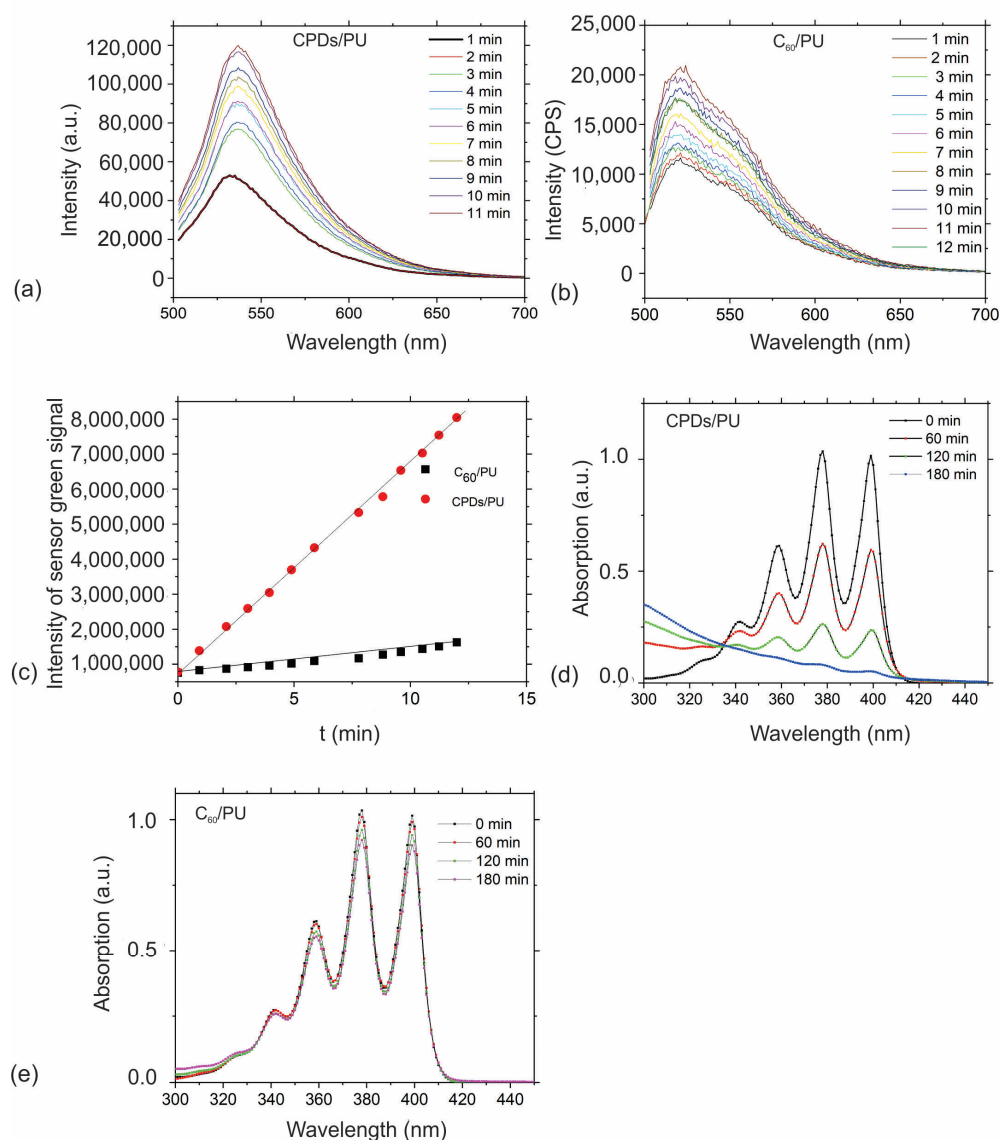 CPDs/PU
120,000
100,000
80,000
60,000
40,000
20,000
0
500
550
600
650
700
Intensity (a.u.)
Wavelength (nm)
1 min
2 min
3 min
4 min
5 min
6 min
7 min
8 min
9 min
10 min
11 min
(a)
C60/PU
25,000
20,000
15,000
10,000
5,000
0
500
550
600
650
700
Intensity (CPS)
Wavelength (nm)
1 min
2 min
3 min
4 min
5 min
6 min
7 min
8 min
9 min
10 min
11 min
12 min
(b)
Intensity of sensor green signal
8,000,000
7,000,000
6,000,000
5,000,000
4,000,000
3,000,000
2,000,000
1,000,000
0
5
10
15
t (min)
C60/PU
CPDs/PU
(c)
CPDs/PU
1.0
0.5
0.0
300
320
340
360
380
400
420
440
Absorption (a.u.)
Wavelength (nm)
0 min
60 min
120 min
180 min
(d)
C60/PU
1.0
0.5
0.0
300
320
340
360
380
400
420
440
Absorption (a.u.)
Wavelength (nm)
0 min
60 min
120 min
180 min
(e)